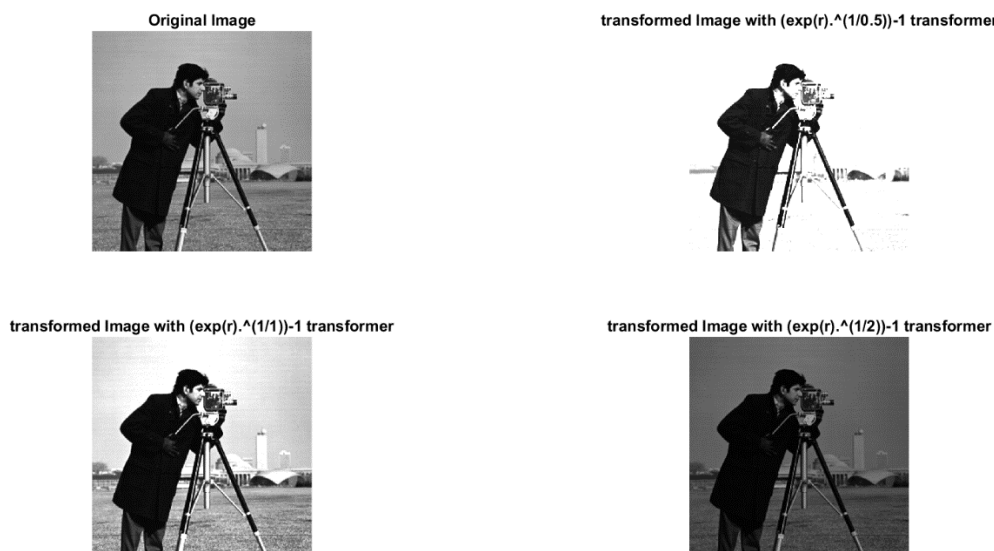 Original Image
transformed Image with (exp(r).^(1/0.5))-1 transformer
transformed Image with (exp(r).^(1/1))-1 transformer
transformed Image with (exp(r).^(1/2))-1 transformer